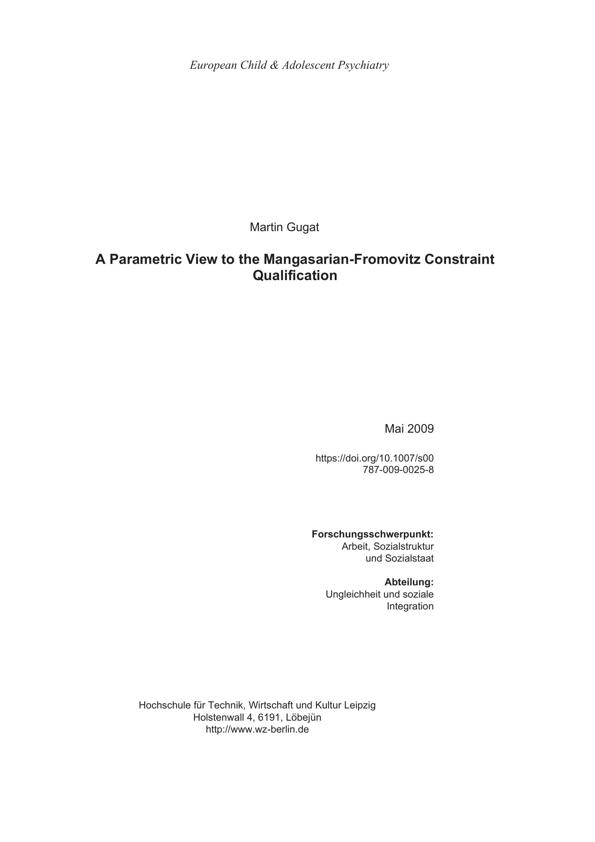 European Child & Adolescent Psychiatry
Martin Gugat
A Parametric View to the Mangasarian-Fromovitz Constraint
Qualification
Mai 2009
https://doi.org/10.1007/s00
787-009-0025-8
Forschungsschwerpunkt:
Arbeit, Sozialstruktur
und Sozialstaat
Abteilung:
Ungleichheit und soziale
Integration
Hochschule für Technik, Wirtschaft und Kultur Leipzig
Holstenwall 4, 6191, Löbejün
http://www.wz-berlin.de